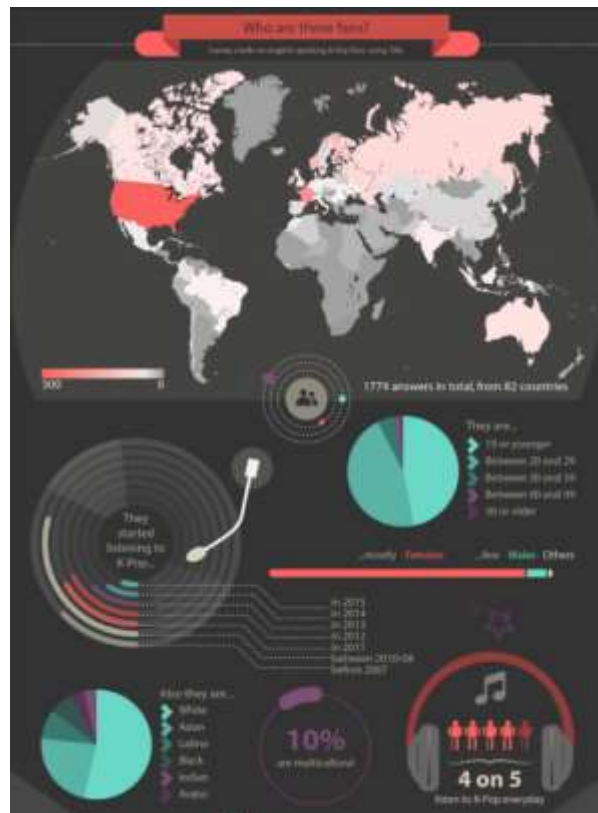 Who are those fans?
500
0
1774 answers in total, from 82 countries
They are...
19 or younger
Between 20 and 29
Between 30 and 39
Between 40 and 49
50 or older
They
started
listening to
K-Pop...
...mostly Females ...few Males Others
in 2015
in 2014
in 2013
in 2012
in 2011
between 2010-08
before 2007
Also they are...
White
Asian
Latino
Black
Indian
Arabic
10%
are multicultural
4 on 5
listen to K-Pop everyday